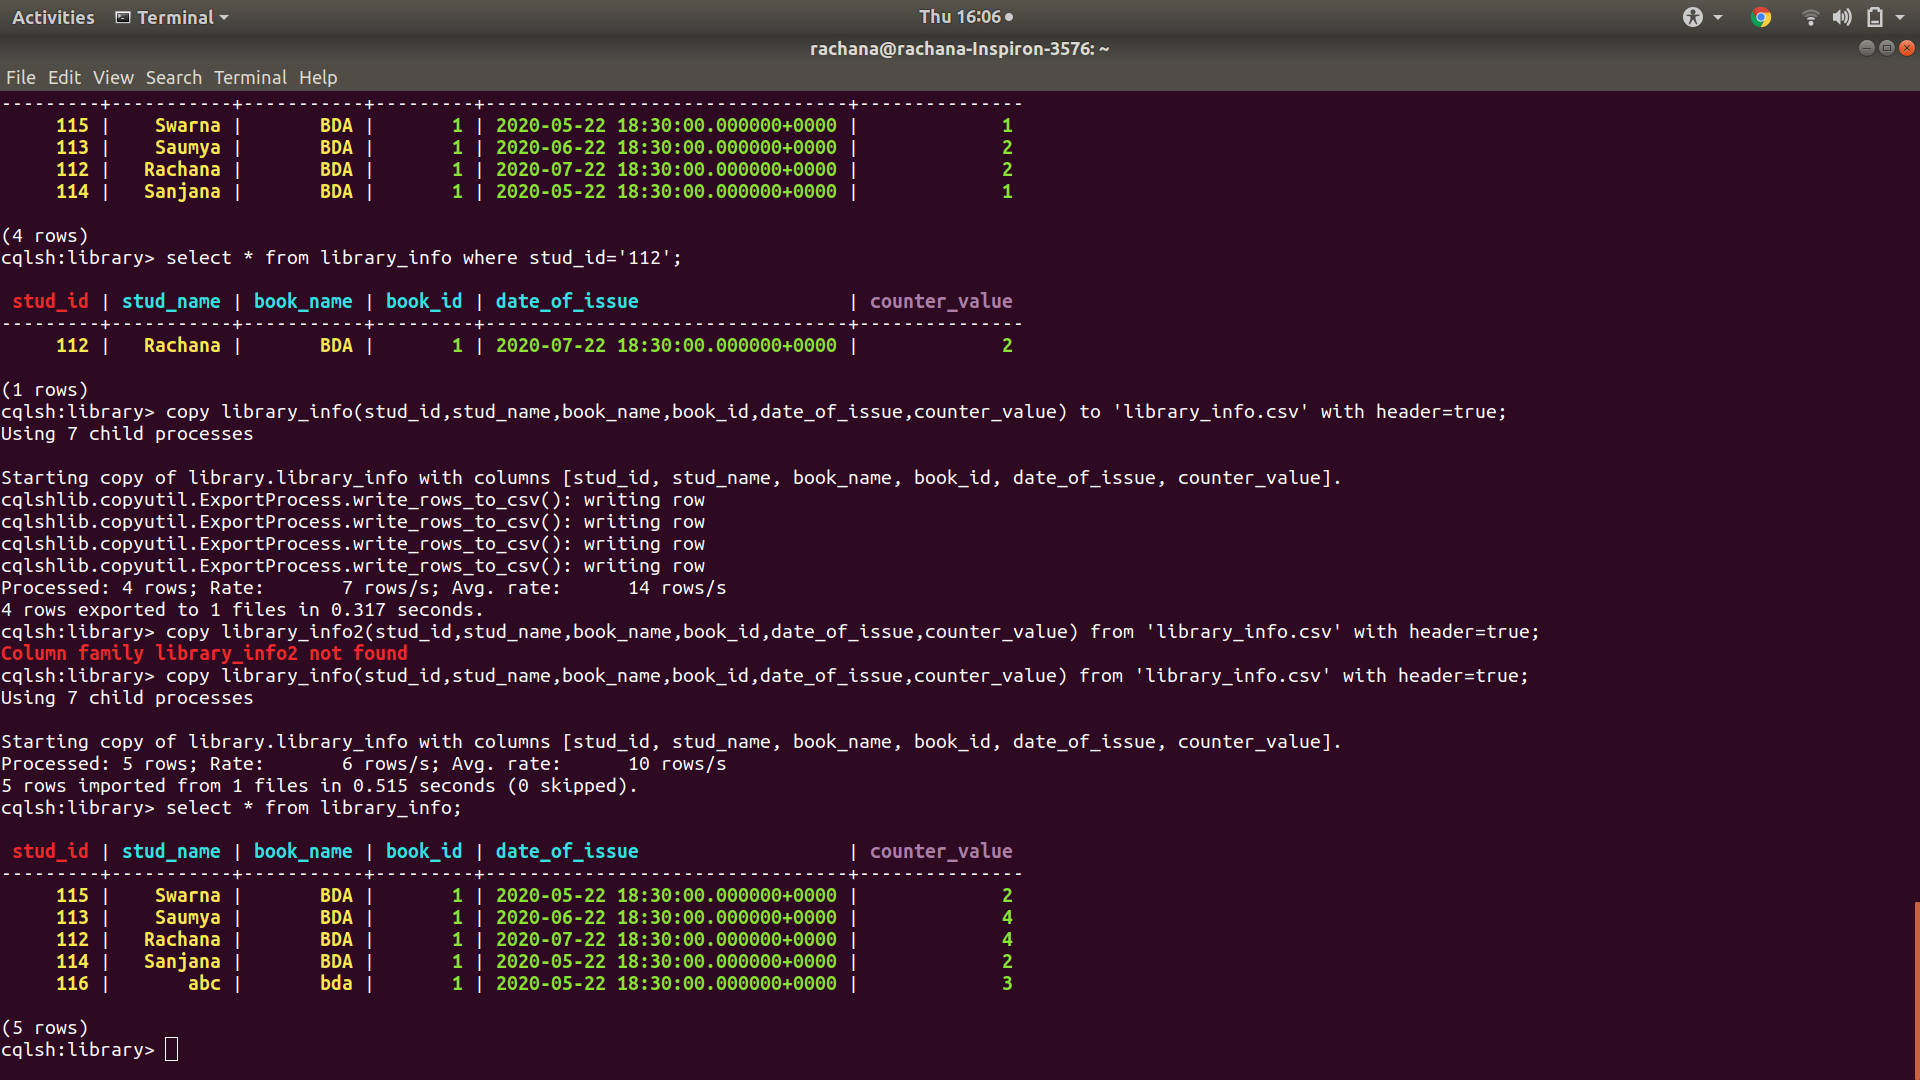 Activities Terminal Thu 16:06
rachana@rachana-Inspiron-3576: ~
File Edit View Search Terminal Help
---------+-----------+-----------+---------+---------------------------------+---------------
     115 |    Swarna |       BDA |       1 | 2020-05-22 18:30:00.000000+0000 |             1
     113 |    Saumya |       BDA |       1 | 2020-06-22 18:30:00.000000+0000 |             2
     112 |   Rachana |       BDA |       1 | 2020-07-22 18:30:00.000000+0000 |             2
     114 |   Sanjana |       BDA |       1 | 2020-05-22 18:30:00.000000+0000 |             1
(4 rows)
cqlsh:library> select * from library_info where stud_id='112';
 stud_id | stud_name | book_name | book_id | date_of_issue                   | counter_value
---------+-----------+-----------+---------+---------------------------------+---------------
     112 |   Rachana |       BDA |       1 | 2020-07-22 18:30:00.000000+0000 |             2
(1 rows)
cqlsh:library> copy library_info(stud_id,stud_name,book_name,book_id,date_of_issue,counter_value) to 'library_info.csv' with header=true;
Using 7 child processes
Starting copy of library.library_info with columns [stud_id, stud_name, book_name, book_id, date_of_issue, counter_value].
cqlshlib.copyutil.ExportProcess.write_rows_to_csv(): writing row
cqlshlib.copyutil.ExportProcess.write_rows_to_csv(): writing row
cqlshlib.copyutil.ExportProcess.write_rows_to_csv(): writing row
cqlshlib.copyutil.ExportProcess.write_rows_to_csv(): writing row
Processed: 4 rows; Rate:       7 rows/s; Avg. rate:      14 rows/s
4 rows exported to 1 files in 0.317 seconds.
cqlsh:library> copy library_info2(stud_id,stud_name,book_name,book_id,date_of_issue,counter_value) from 'library_info.csv' with header=true;
Column family library_info2 not found
cqlsh:library> copy library_info(stud_id,stud_name,book_name,book_id,date_of_issue,counter_value) from 'library_info.csv' with header=true;
Using 7 child processes
Starting copy of library.library_info with columns [stud_id, stud_name, book_name, book_id, date_of_issue, counter_value].
Processed: 5 rows; Rate:       6 rows/s; Avg. rate:      10 rows/s
5 rows imported from 1 files in 0.515 seconds (0 skipped).
cqlsh:library> select * from library_info;
 stud_id | stud_name | book_name | book_id | date_of_issue                   | counter_value
---------+-----------+-----------+---------+---------------------------------+---------------
     115 |    Swarna |       BDA |       1 | 2020-05-22 18:30:00.000000+0000 |             2
     113 |    Saumya |       BDA |       1 | 2020-06-22 18:30:00.000000+0000 |             4
     112 |   Rachana |       BDA |       1 | 2020-07-22 18:30:00.000000+0000 |             4
     114 |   Sanjana |       BDA |       1 | 2020-05-22 18:30:00.000000+0000 |             2
     116 |       abc |       bda |       1 | 2020-05-22 18:30:00.000000+0000 |             3
(5 rows)
cqlsh:library>